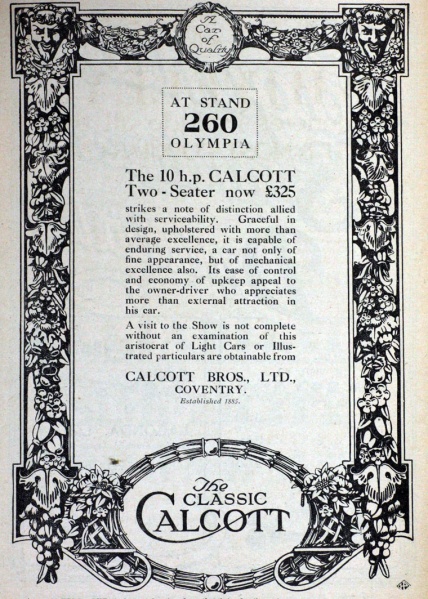 A
Car
of
Quality
AT STAND
260
OLYMPIA
The 10 h.p. CALCOTT
Two-Seater now £325
strikes a note of distinction allied
with serviceability. Graceful in
design, upholstered with more than
average excellence, it is capable of
enduring service, a car not only of
fine appearance, but of mechanical
excellence also. Its ease of control
and economy of upkeep appeal to
the owner-driver who appreciates
more than external attraction in
his car.
A visit to the Show is not complete
without an examination of this
aristocrat of Light Cars or Illus-
trated particulars are obtainable from
CALCOTT BROS., LTD.,
COVENTRY.
Established 1885.
The
CLASSIC
CALCOTT